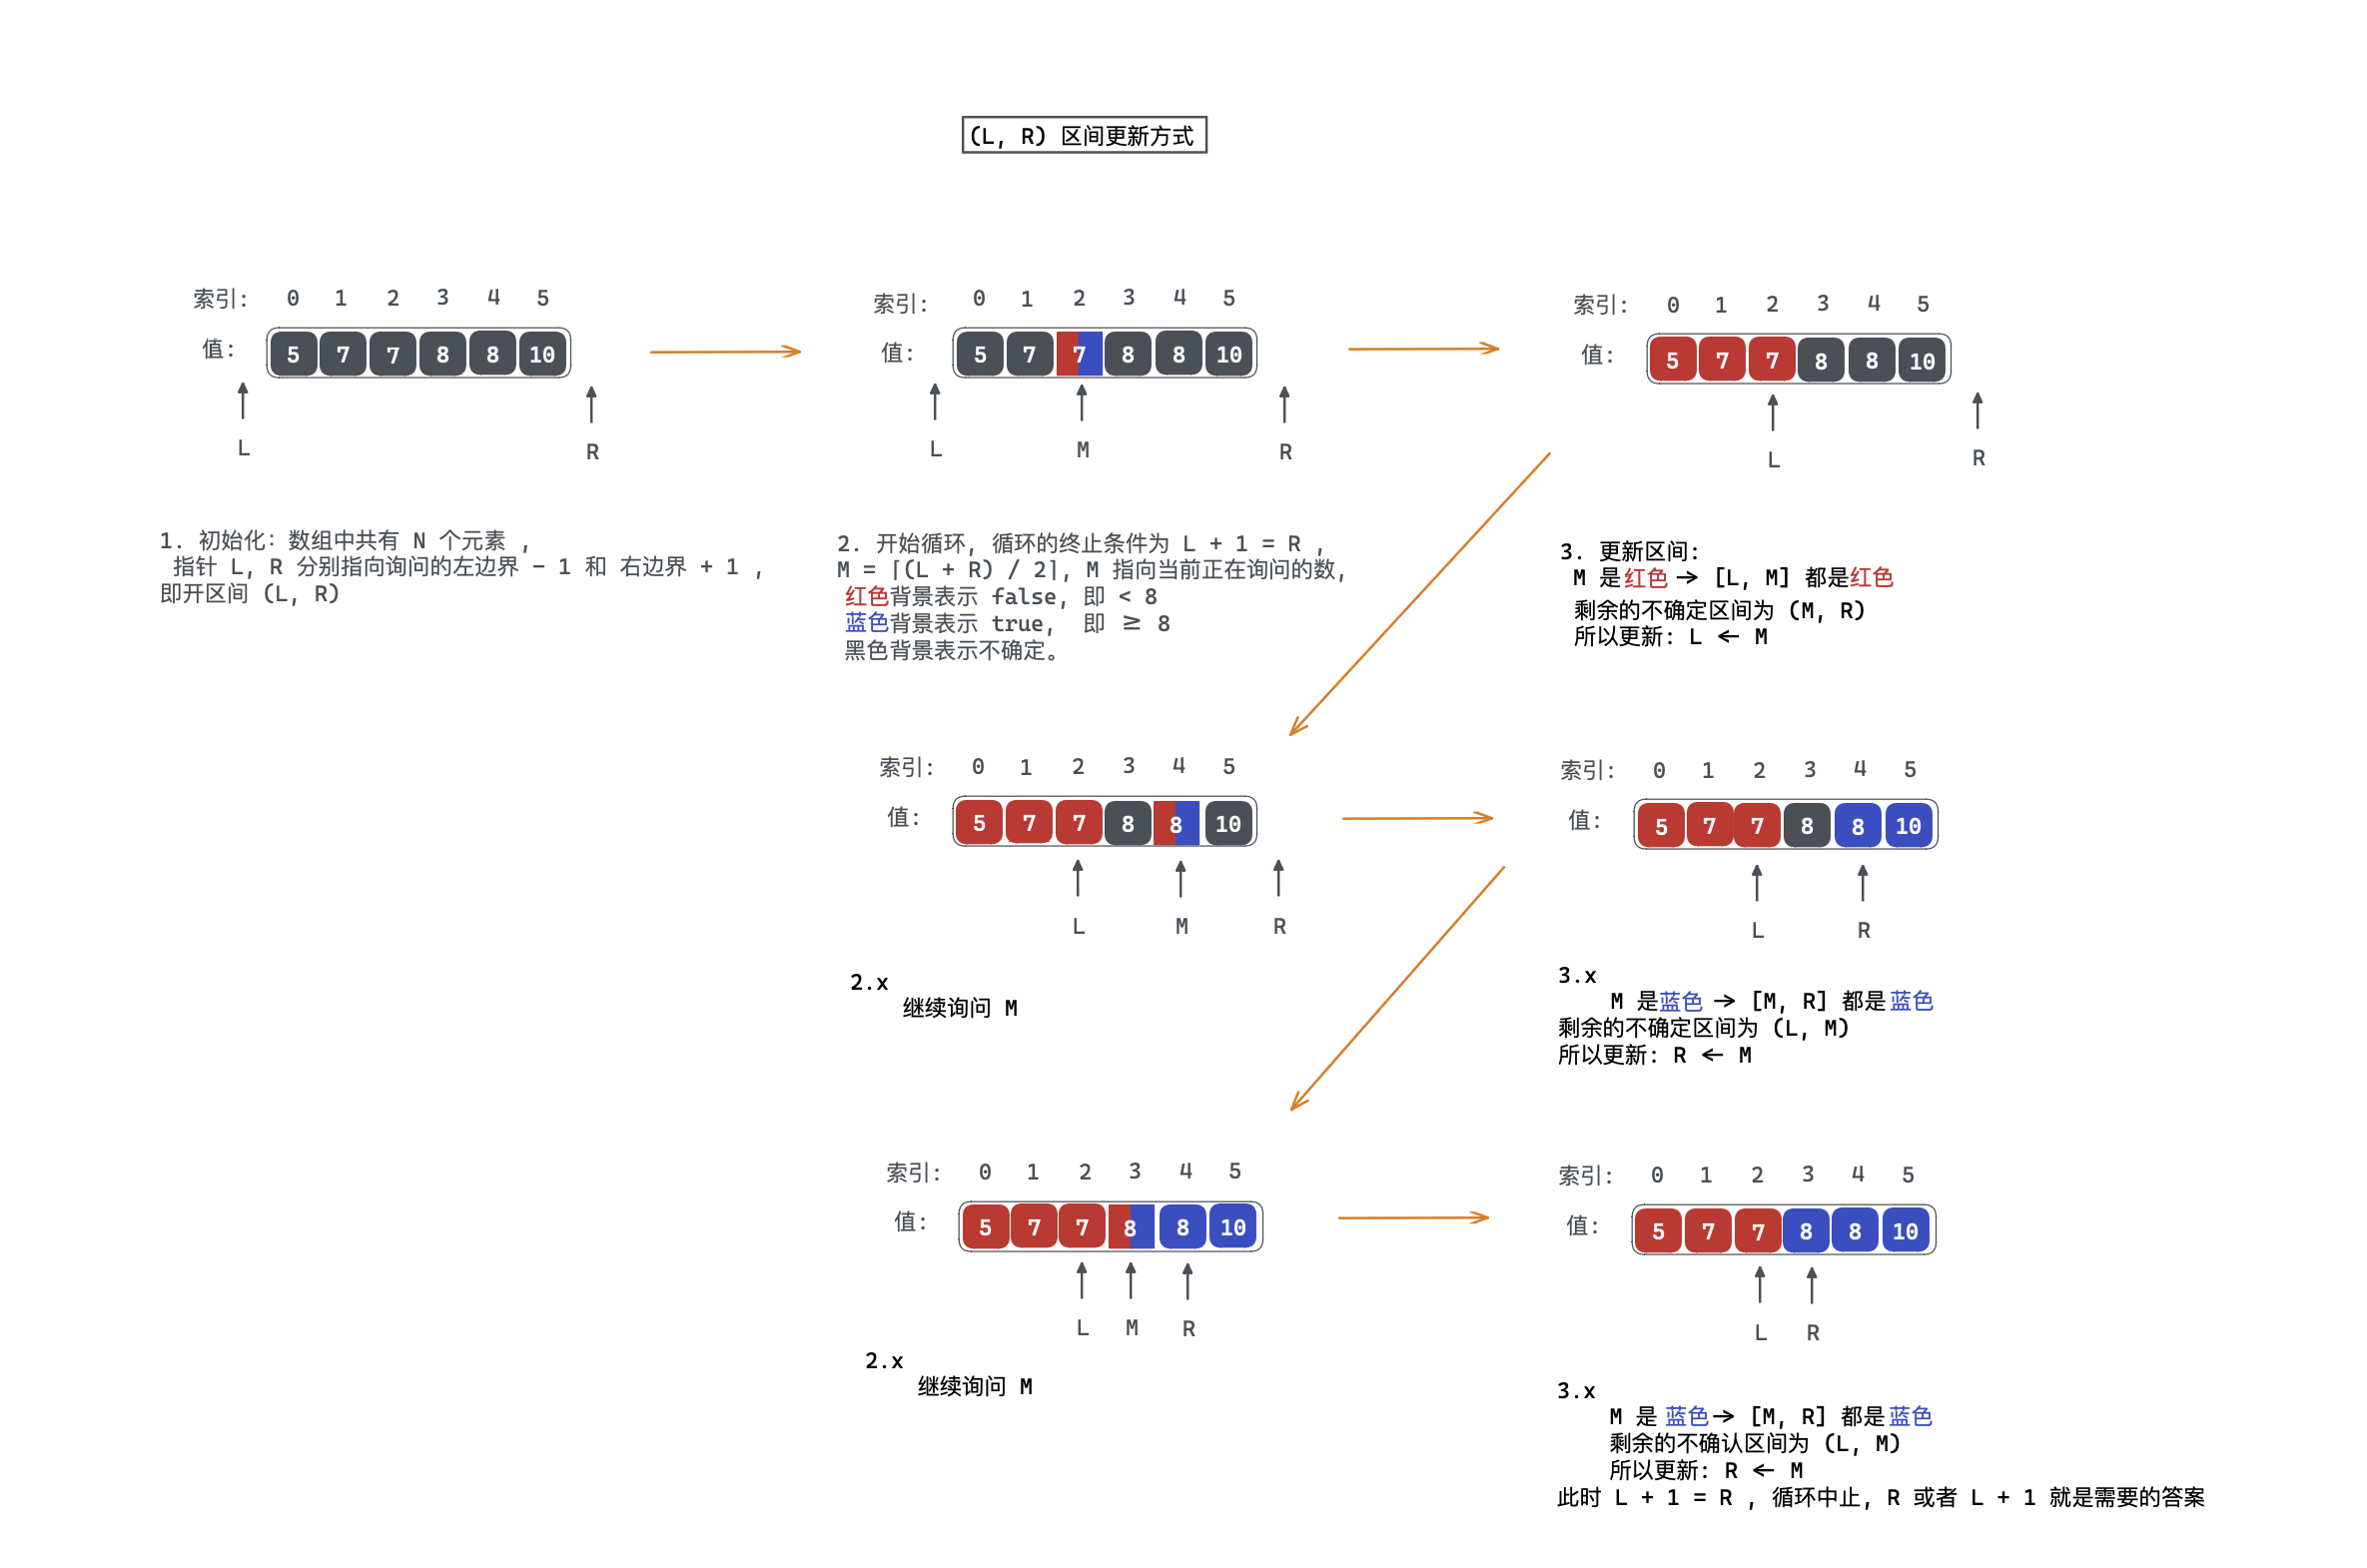 (L, R) 区间更新方式
索引: 0 1 2 3 4 5
值: 5 7 7 8 8 10
L R
1. 初始化: 数组中共有 N 个元素 ,
指针 L, R 分别指向询问的左边界 - 1 和 右边界 + 1 ,
即开区间 (L, R)
索引: 0 1 2 3 4 5
值: 5 7 7 8 8 10
L M R
2. 开始循环, 循环的终止条件为 L + 1 = R ,
M = ⌈(L + R) / 2⌉, M 指向当前正在询问的数,
红色背景表示 false, 即 < 8
蓝色背景表示 true, 即 ≥ 8
黑色背景表示不确定。
索引: 0 1 2 3 4 5
值: 5 7 7 8 8 10
L R
3. 更新区间:
M 是红色 → [L, M] 都是红色
剩余的不确定区间为 (M, R)
所以更新: L ← M
索引: 0 1 2 3 4 5
值: 5 7 7 8 8 10
L M R
2.x
继续询问 M
索引: 0 1 2 3 4 5
值: 5 7 7 8 8 10
L R
3.x
M 是蓝色 → [M, R] 都是蓝色
剩余的不确定区间为 (L, M)
所以更新: R ← M
索引: 0 1 2 3 4 5
值: 5 7 7 8 8 10
L M R
2.x
继续询问 M
索引: 0 1 2 3 4 5
值: 5 7 7 8 8 10
L R
3.x
M 是 蓝色→ [M, R] 都是蓝色
剩余的不确认区间为 (L, M)
所以更新: R ← M
此时 L + 1 = R , 循环中止, R 或者 L + 1 就是需要的答案